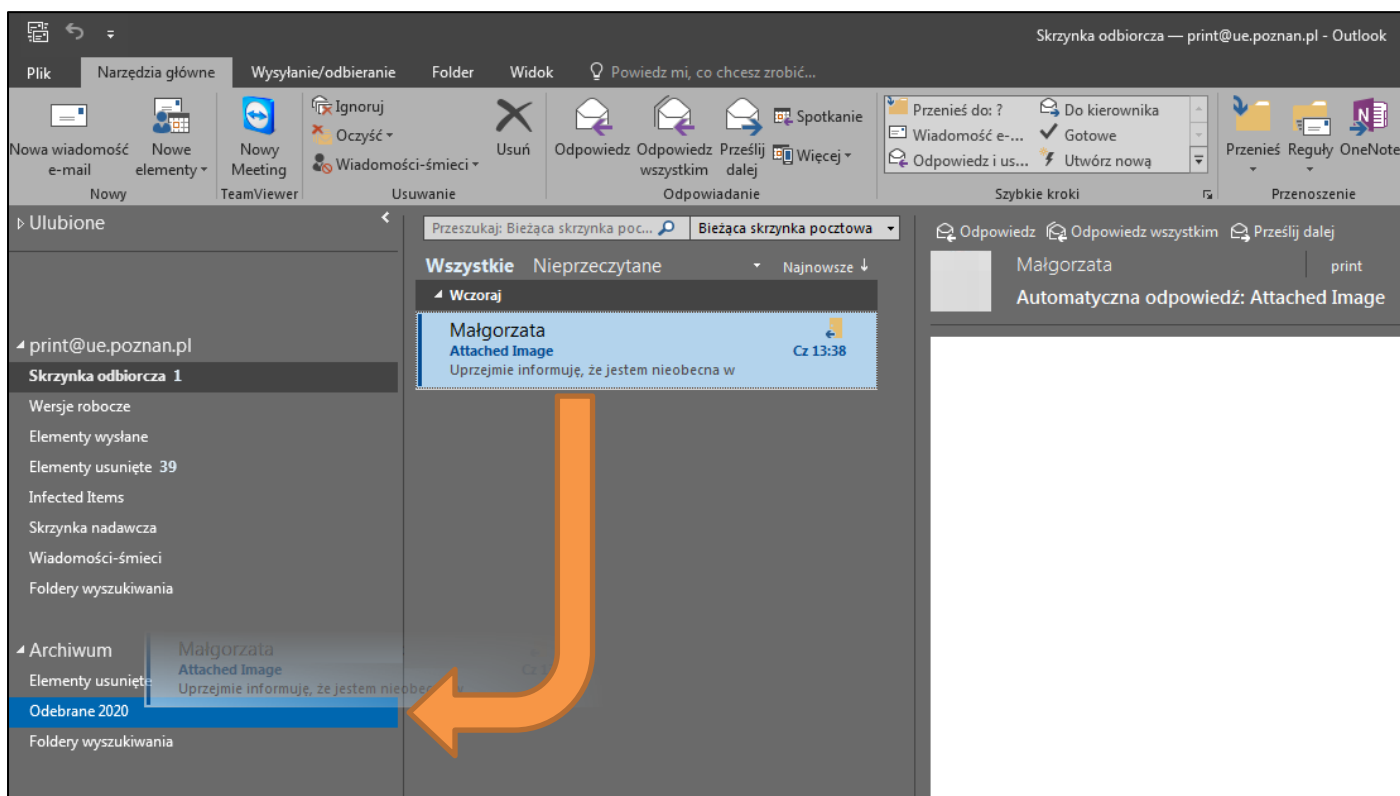 Skrzynka odbiorcza — print@ue.poznan.pl - Outlook
Plik Narzędzia główne Wysyłanie/odbieranie Folder Widok Powiedz mi, co chcesz zrobić...
Nowa wiadomość e-mail
Nowe elementy
Nowy
Nowy Meeting
TeamViewer
Ignoruj
Oczyść
Wiadomości-śmieci
Usuń
Usuwanie
Odpowiedz
Odpowiedz wszystkim
Prześlij dalej
Spotkanie
Więcej
Odpowiadanie
Przenieś do: ?
Wiadomość e-...
Odpowiedz i us...
Do kierownika
Gotowe
Utwórz nową
Szybkie kroki
Przenieś
Reguły
OneNote
Przenoszenie
Ulubione
print@ue.poznan.pl
Skrzynka odbiorcza 1
Wersje robocze
Elementy wysłane
Elementy usunięte 39
Infected Items
Skrzynka nadawcza
Wiadomości-śmieci
Foldery wyszukiwania
Archiwum
Elementy usunięte
Odebrane 2020
Foldery wyszukiwania
Małgorzata
Attached Image
Uprzejmie informuję, że jestem nieobecna w
Przeszukaj: Bieżąca skrzynka poc... Bieżąca skrzynka pocztowa
Wszystkie Nieprzeczytane Najnowsze
Wczoraj
Małgorzata
Attached Image Cz 13:38
Uprzejmie informuję, że jestem nieobecna w
Odpowiedz Odpowiedz wszystkim Prześlij dalej
Małgorzata print
Automatyczna odpowiedź: Attached Image